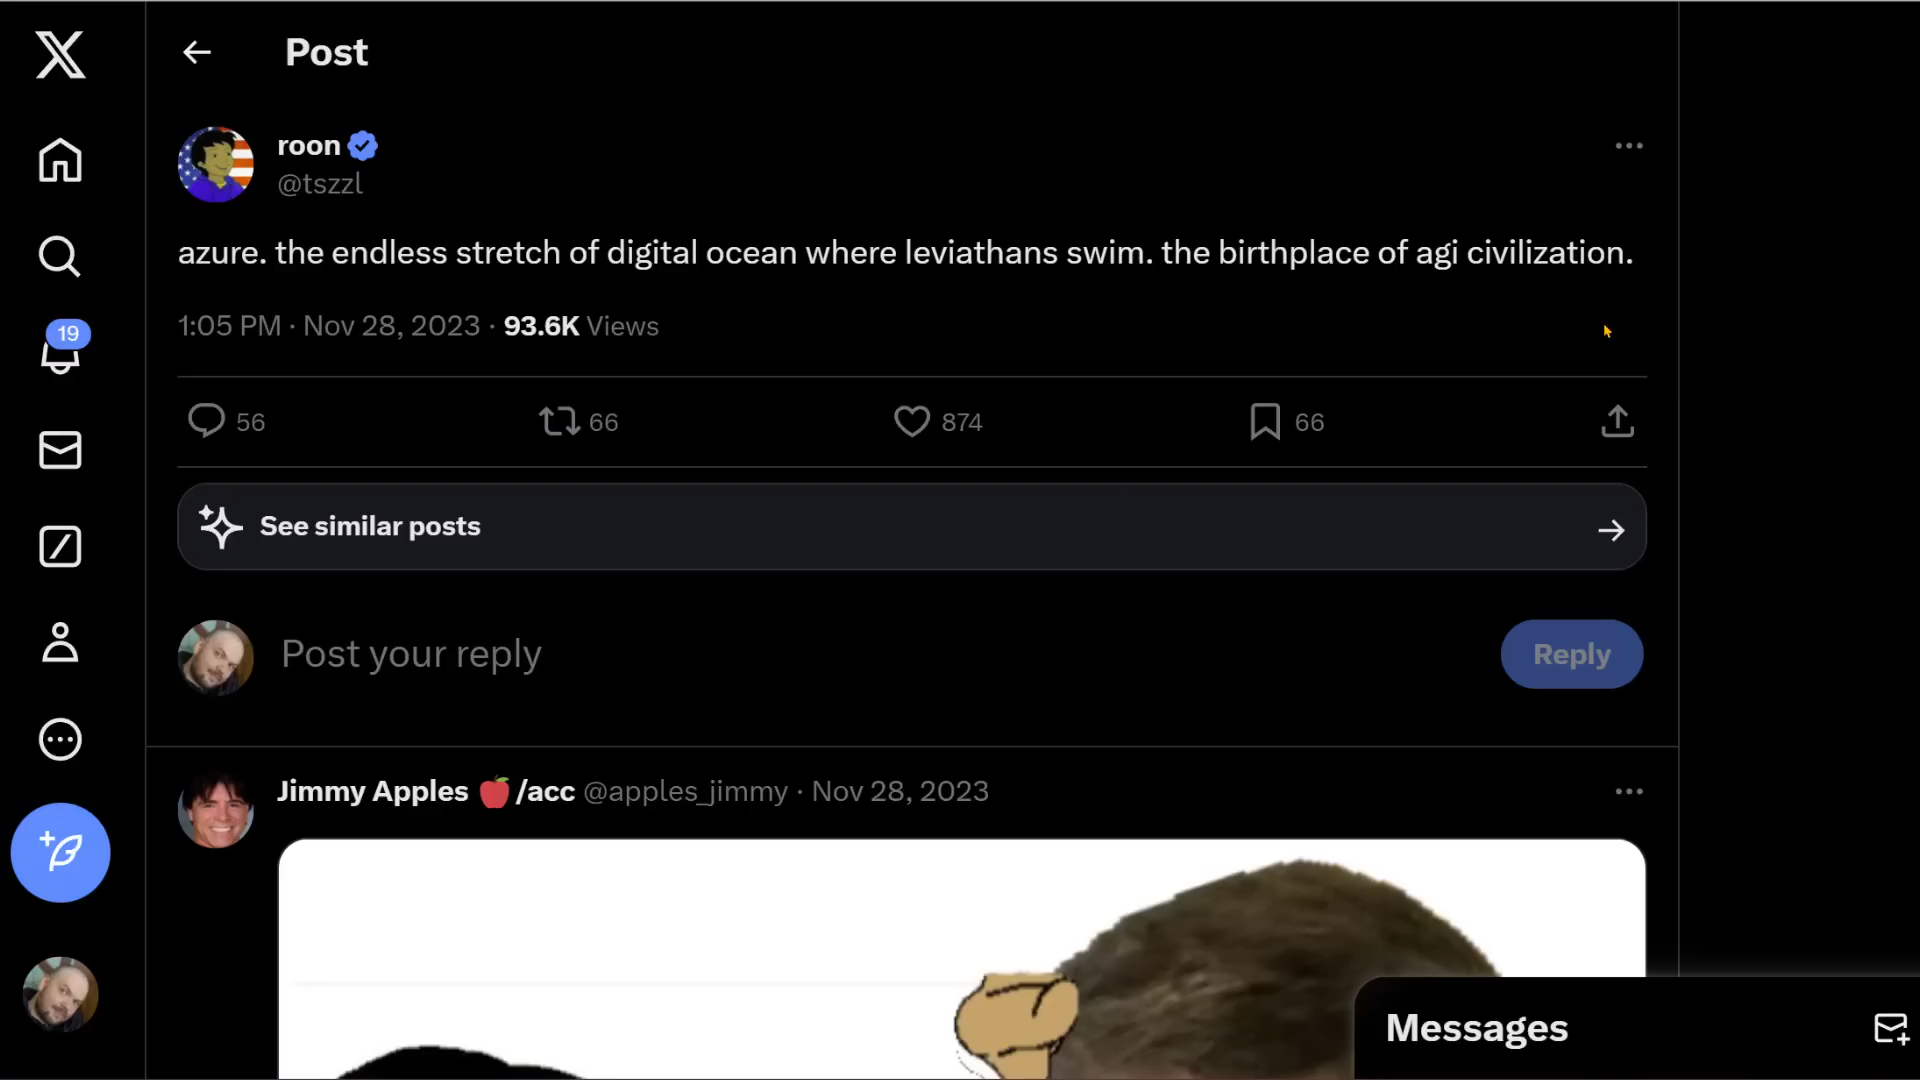 Post
roon
@tszzl
azure. the endless stretch of digital ocean where leviathans swim. the birthplace of agi civilization.
1:05 PM · Nov 28, 2023 · 93.6K Views
19
56 66 874 66
See similar posts
Post your reply
Reply
Jimmy Apples 🍎/acc @apples_jimmy · Nov 28, 2023
Messages